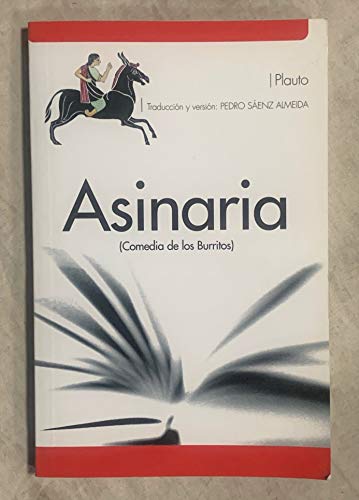 | Plauto
| Traducción y versión: PEDRO SÁENZ ALMEIDA
Asinaria
(Comedia de los Burritos)